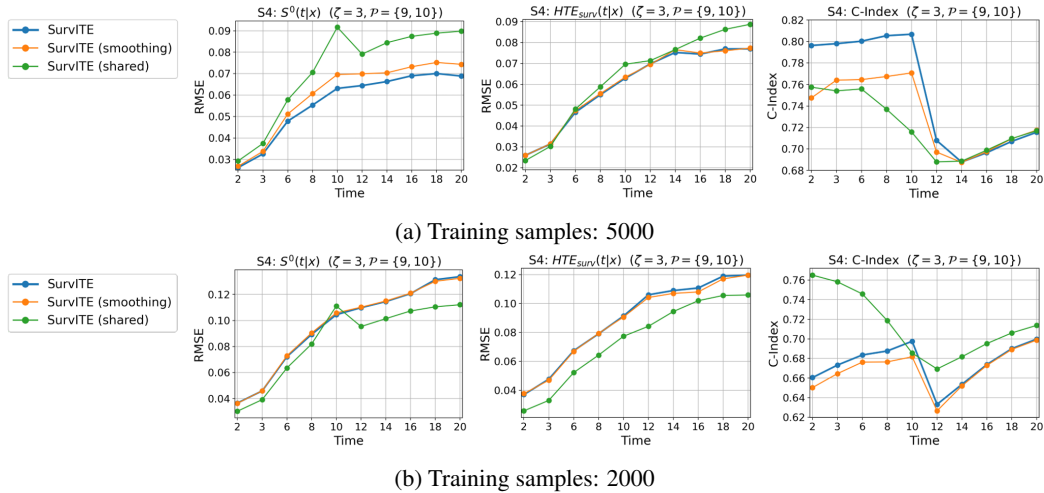 SurvITE
SurvITE (smoothing)
SurvITE (shared)
S4: S⁰(t|x) (ζ = 3, 𝒫 = {9, 10})
RMSE
0.09
0.08
0.07
0.06
0.05
0.04
0.03
2 3 6 8 10 12 14 16 18 20
Time
S4: HTE_surv(t|x) (ζ = 3, 𝒫 = {9, 10})
RMSE
0.09
0.08
0.07
0.06
0.05
0.04
0.03
0.02
2 3 6 8 10 12 14 16 18 20
Time
S4: C-Index (ζ = 3, 𝒫 = {9, 10})
C-Index
0.82
0.80
0.78
0.76
0.74
0.72
0.70
0.68
2 3 6 8 10 12 14 16 18 20
Time
(a) Training samples: 5000
SurvITE
SurvITE (smoothing)
SurvITE (shared)
S4: S⁰(t|x) (ζ = 3, 𝒫 = {9, 10})
RMSE
0.12
0.10
0.08
0.06
0.04
2 3 6 8 10 12 14 16 18 20
Time
S4: HTE_surv(t|x) (ζ = 3, 𝒫 = {9, 10})
RMSE
0.12
0.10
0.08
0.06
0.04
2 3 6 8 10 12 14 16 18 20
Time
S4: C-Index (ζ = 3, 𝒫 = {9, 10})
C-Index
0.76
0.74
0.72
0.70
0.68
0.66
0.64
0.62
2 3 6 8 10 12 14 16 18 20
Time
(b) Training samples: 2000